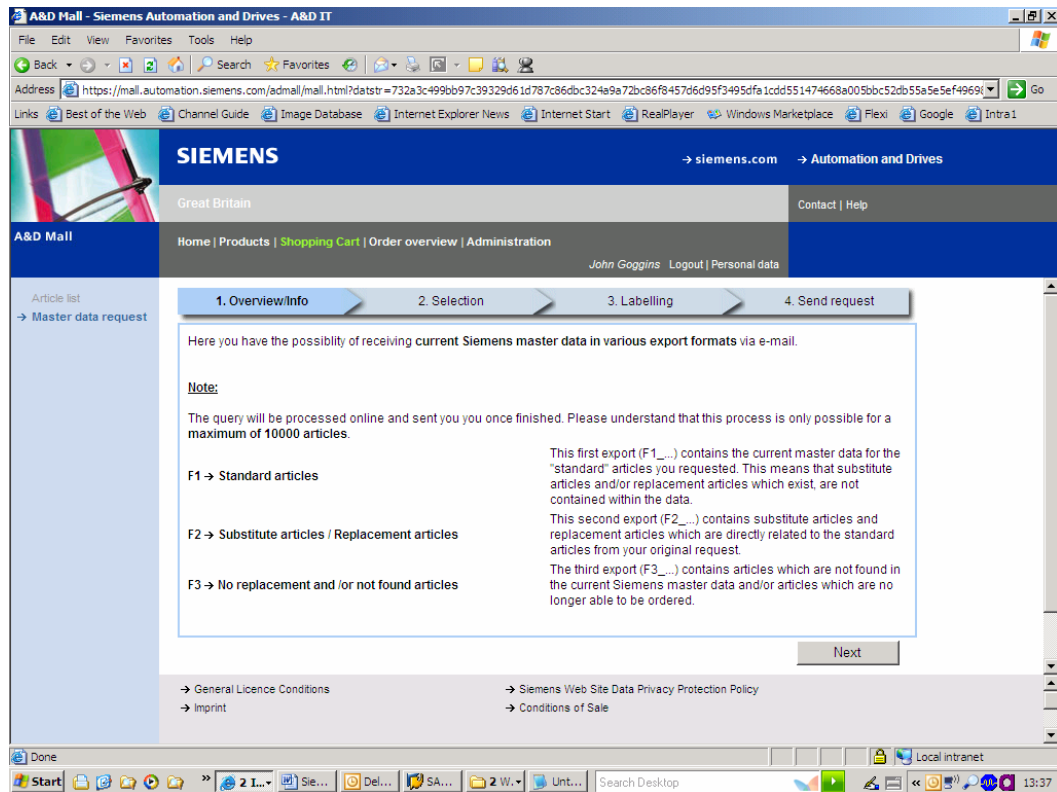 A&D Mall - Siemens Automation and Drives - A&D IT
File Edit View Favorites Tools Help
Back Search Favorites
Address https://mall.automation.siemens.com/admall/mall.html?datstr=732a3c499bb97c39329d61d787c86dbc324a9a72bc86f8457d6d95f3495dfa1cdd551474668a005bbc52db55a5e5ef4969 Go
Links Best of the Web Channel Guide Image Database Internet Explorer News Internet Start RealPlayer Windows Marketplace Flexi Google Intra1
SIEMENS
→ siemens.com → Automation and Drives
Great Britain
Contact | Help
A&D Mall
Home | Products | Shopping Cart | Order overview | Administration
John Goggins Logout | Personal data
Article list
→ Master data request
1. Overview/Info 2. Selection 3. Labelling 4. Send request
Here you have the possiblity of receiving current Siemens master data in various export formats via e-mail.
Note:
The query will be processed online and sent you you once finished. Please understand that this process is only possible for a
maximum of 10000 articles.
F1 → Standard articles
This first export (F1_...) contains the current master data for the
"standard" articles you requested. This means that substitute
articles and/or replacement articles which exist, are not
contained within the data.
F2 → Substitute articles / Replacement articles
This second export (F2_...) contains substitute articles and
replacement articles which are directly related to the standard
articles from your original request.
F3 → No replacement and /or not found articles
The third export (F3_...) contains articles which are not found in
the current Siemens master data and/or articles which are no
longer able to be ordered.
Next
→ General Licence Conditions → Siemens Web Site Data Privacy Protection Policy
→ Imprint → Conditions of Sale
Done Local intranet
Start 2 I... Sie... Del... SA... 2 W. Unt... Search Desktop 13:37